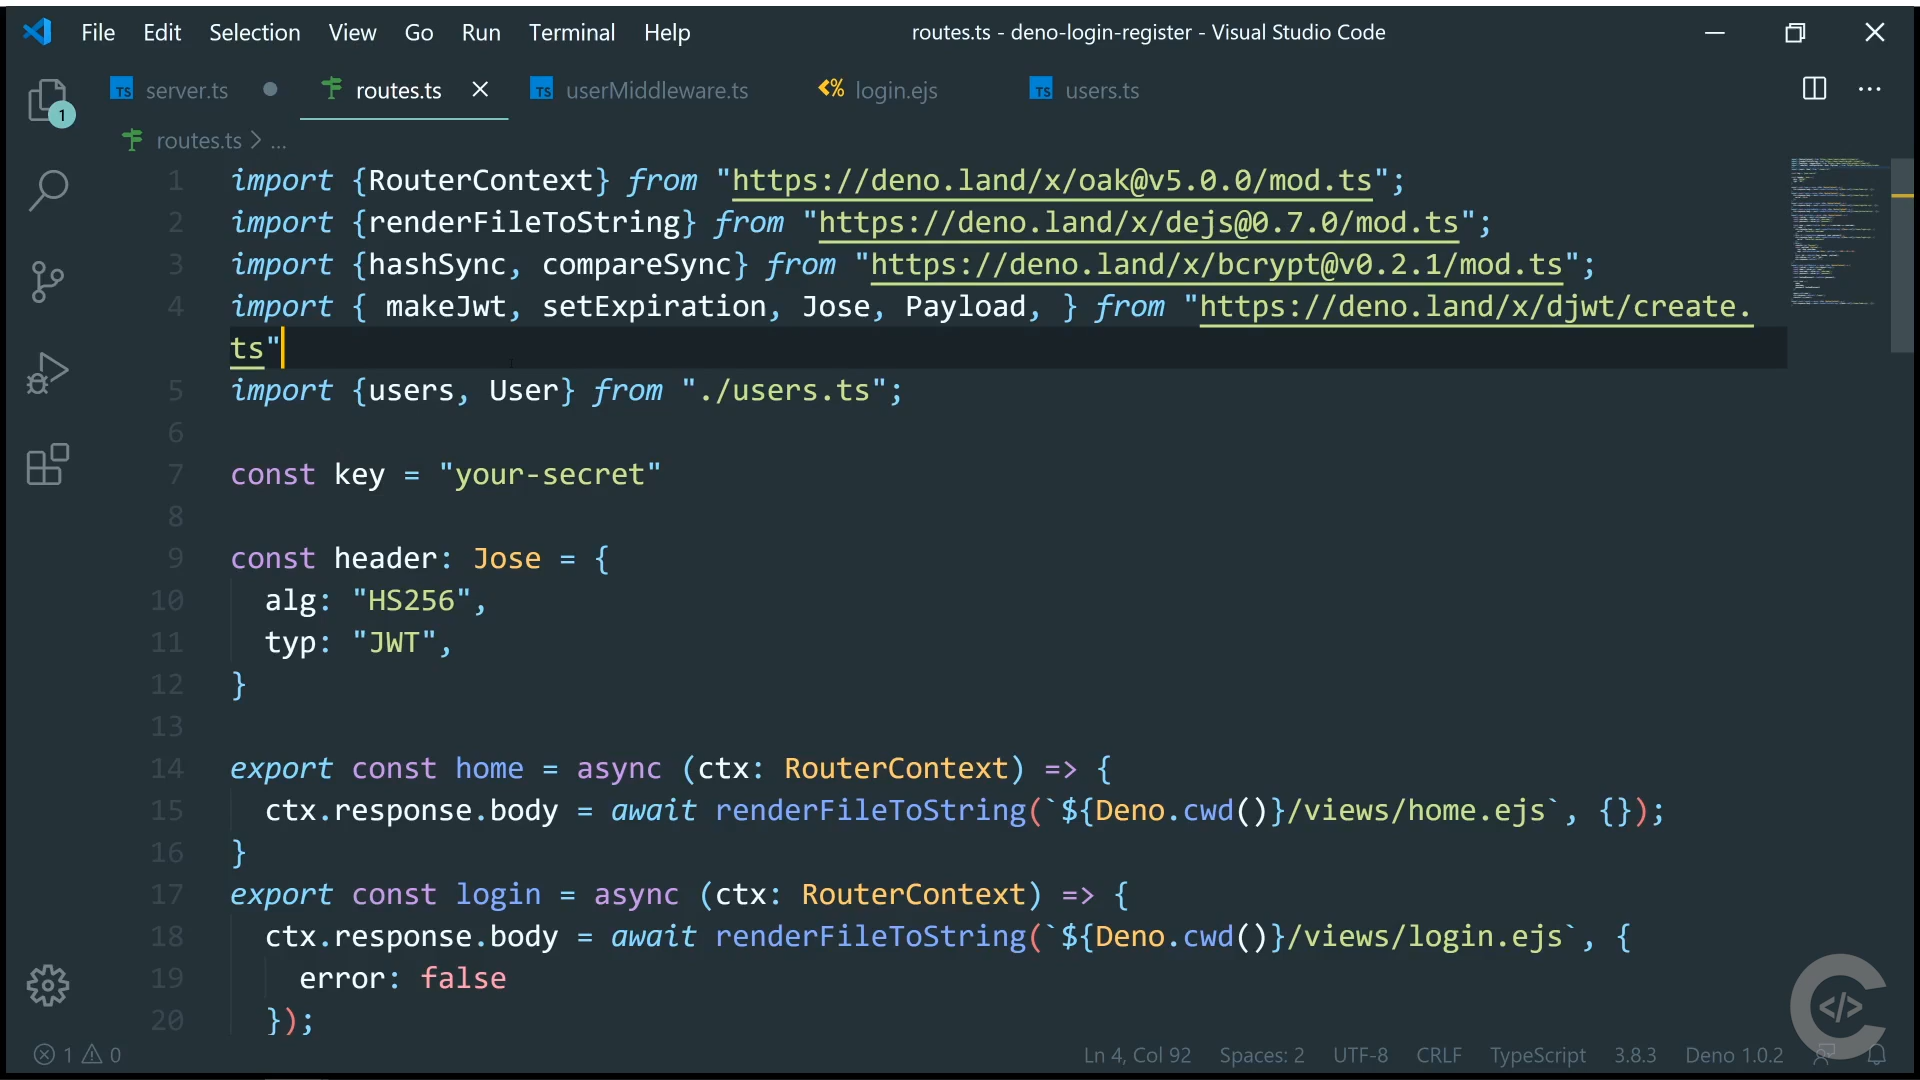 File Edit Selection View Go Run Terminal Help routes.ts - deno-login-register - Visual Studio Code
TS server.ts routes.ts TS userMiddleware.ts <% login.ejs TS users.ts
1
routes.ts > ...
1 import {RouterContext} from "https://deno.land/x/oak@v5.0.0/mod.ts";
2 import {renderFileToString} from "https://deno.land/x/dejs@0.7.0/mod.ts";
3 import {hashSync, compareSync} from "https://deno.land/x/bcrypt@v0.2.1/mod.ts";
4 import { makeJwt, setExpiration, Jose, Payload, } from "https://deno.land/x/djwt/create.
ts"
5 import {users, User} from "./users.ts";
6
7 const key = "your-secret"
8
9 const header: Jose = {
10 alg: "HS256",
11 typ: "JWT",
12 }
13
14 export const home = async (ctx: RouterContext) => {
15 ctx.response.body = await renderFileToString(`${Deno.cwd()}/views/home.ejs`, {});
16 }
17 export const login = async (ctx: RouterContext) => {
18 ctx.response.body = await renderFileToString(`${Deno.cwd()}/views/login.ejs`, {
19 error: false
20 });
</>
1 0 Ln 4, Col 92 Spaces: 2 UTF-8 CRLF TypeScript 3.8.3 Deno 1.0.2